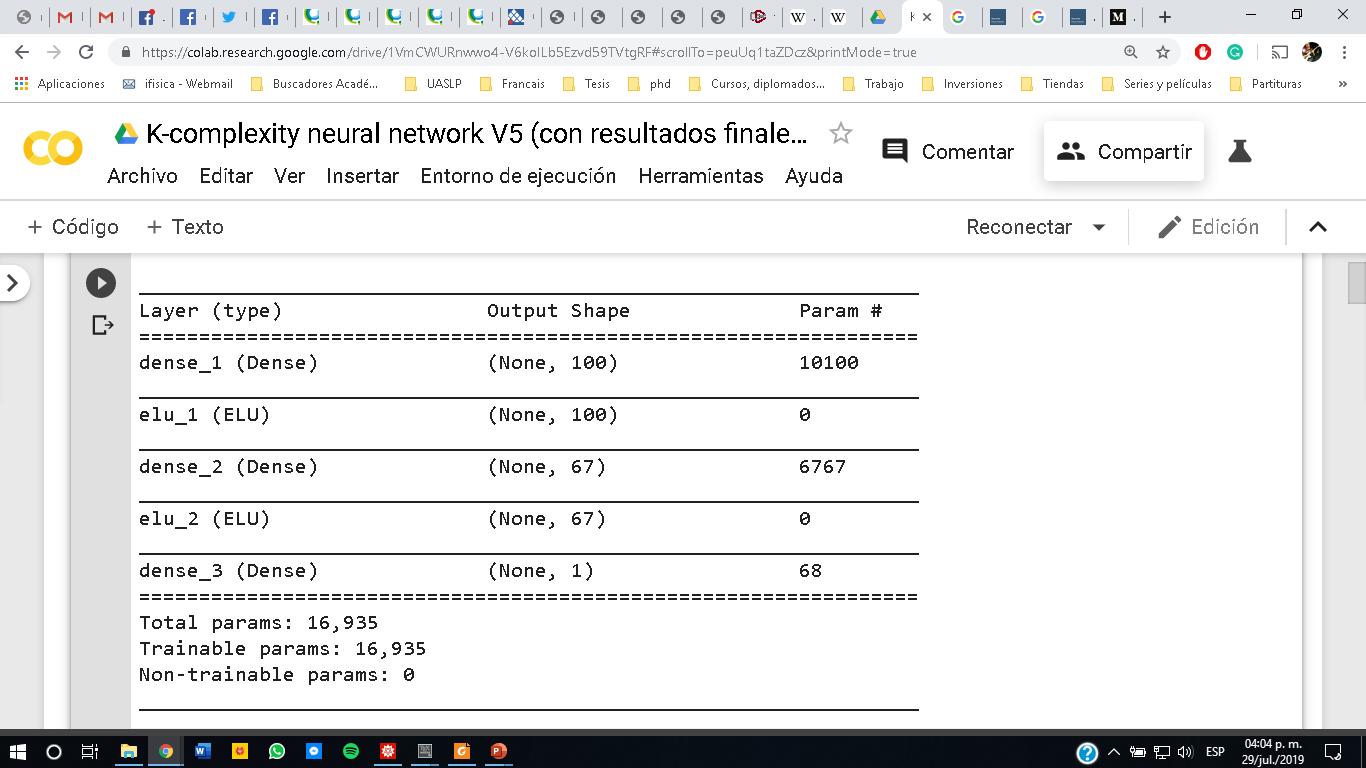 https://colab.research.google.com/drive/1VmCWURnwwo4-V6kolLb5Ezvd59TVtgRF#scrollTo=peuUq1taZDcz&printMode=true
Aplicaciones ifisica - Webmail Buscadores Acadé... UASLP Francais Tesis phd Cursos, diplomados... Trabajo Inversiones Tiendas Series y películas Partituras »
K-complexity neural network V5 (con resultados finale...
Comentar Compartir
Archivo Editar Ver Insertar Entorno de ejecución Herramientas Ayuda
+ Código + Texto Reconectar Edición
Layer (type) Output Shape Param #
=================================================================
dense_1 (Dense) (None, 100) 10100
elu_1 (ELU) (None, 100) 0
dense_2 (Dense) (None, 67) 6767
elu_2 (ELU) (None, 67) 0
dense_3 (Dense) (None, 1) 68
=================================================================
Total params: 16,935
Trainable params: 16,935
Non-trainable params: 0
ESP
04:04 p. m.
29/jul./2019